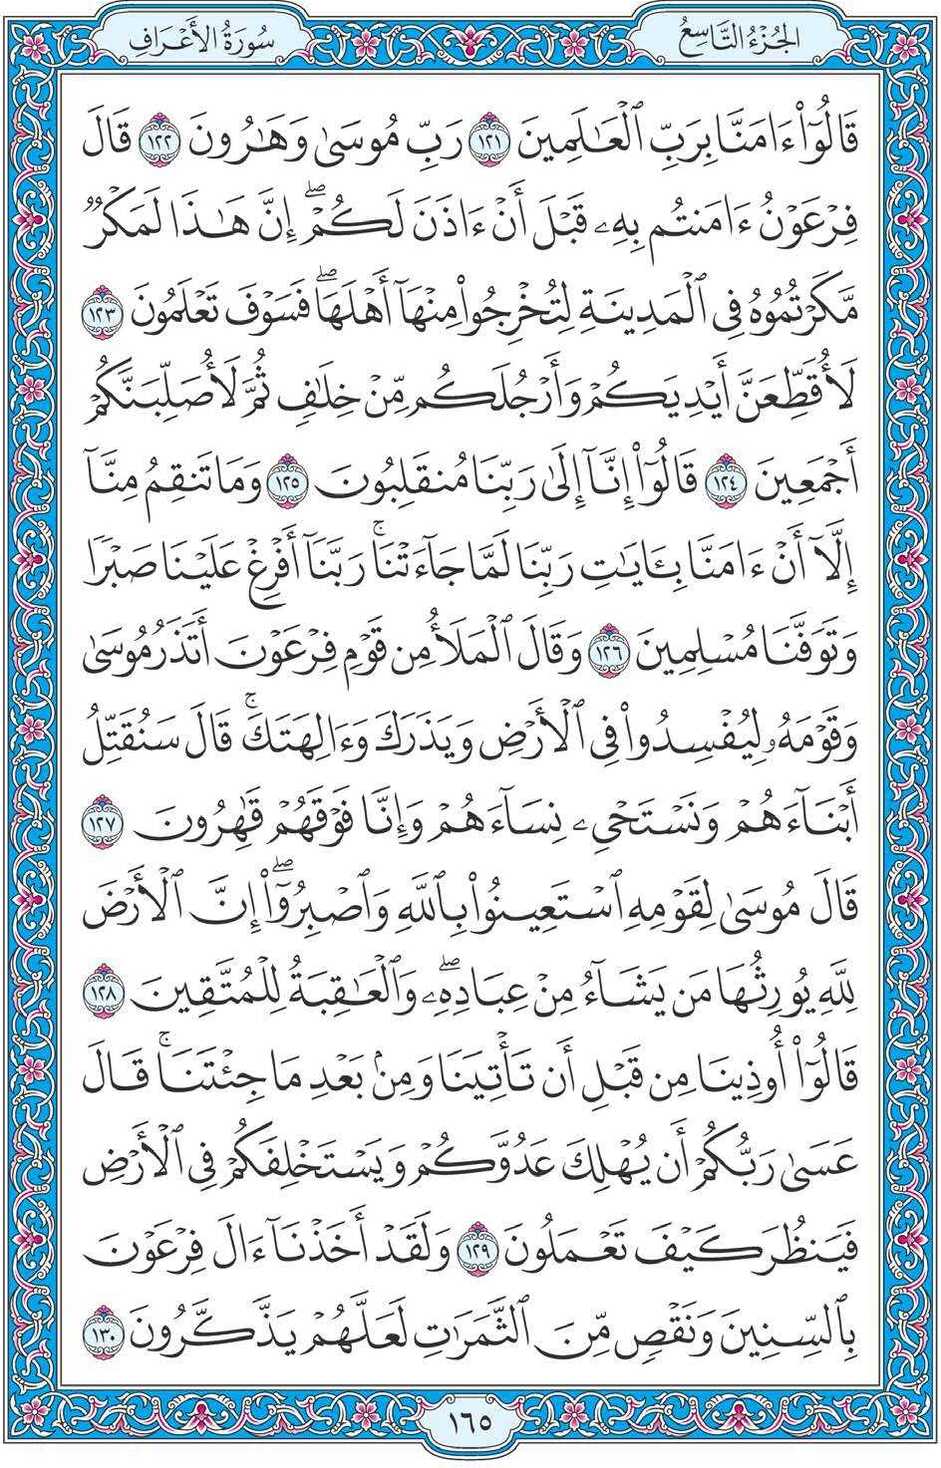 الجُزْءُ التَّاسِعُ
سُورَةُ الأَعْرَافِ
قَالُوٓا۟ ءَامَنَّا بِرَبِّ ٱلْعَـٰلَمِينَ ١٢١ رَبِّ مُوسَىٰ وَهَـٰرُونَ ١٢٢ قَالَ
فِرْعَوْنُ ءَامَنتُم بِهِۦ قَبْلَ أَنْ ءَاذَنَ لَكُمْ ۖ إِنَّ هَـٰذَا لَمَكْرٌ
مَّكَرْتُمُوهُ فِى ٱلْمَدِينَةِ لِتُخْرِجُوا۟ مِنْهَآ أَهْلَهَا ۖ فَسَوْفَ تَعْلَمُونَ ١٢٣
لَأُقَطِّعَنَّ أَيْدِيَكُمْ وَأَرْجُلَكُم مِّنْ خِلَـٰفٍ ثُمَّ لَأُصَلِّبَنَّكُمْ
أَجْمَعِينَ ١٢٤ قَالُوٓا۟ إِنَّآ إِلَىٰ رَبِّنَا مُنقَلِبُونَ ١٢٥ وَمَا تَنقِمُ مِنَّآ
إِلَّآ أَنْ ءَامَنَّا بِـَٔايَـٰتِ رَبِّنَا لَمَّا جَآءَتْنَا ۚ رَبَّنَآ أَفْرِغْ عَلَيْنَا صَبْرًا
وَتَوَفَّنَا مُسْلِمِينَ ١٢٦ وَقَالَ ٱلْمَلَأُ مِن قَوْمِ فِرْعَوْنَ أَتَذَرُ مُوسَىٰ
وَقَوْمَهُۥ لِيُفْسِدُوا۟ فِى ٱلْأَرْضِ وَيَذَرَكَ وَءَالِهَتَكَ ۚ قَالَ سَنُقَتِّلُ
أَبْنَآءَهُمْ وَنَسْتَحْىِۦ نِسَآءَهُمْ وَإِنَّا فَوْقَهُمْ قَـٰهِرُونَ ١٢٧
قَالَ مُوسَىٰ لِقَوْمِهِ ٱسْتَعِينُوا۟ بِٱللَّهِ وَٱصْبِرُوٓا۟ ۖ إِنَّ ٱلْأَرْضَ
لِلَّهِ يُورِثُهَا مَن يَشَآءُ مِنْ عِبَادِهِۦ ۖ وَٱلْعَـٰقِبَةُ لِلْمُتَّقِينَ ١٢٨
قَالُوٓا۟ أُوذِينَا مِن قَبْلِ أَن تَأْتِيَنَا وَمِنۢ بَعْدِ مَا جِئْتَنَا ۚ قَالَ
عَسَىٰ رَبُّكُمْ أَن يُهْلِكَ عَدُوَّكُمْ وَيَسْتَخْلِفَكُمْ فِى ٱلْأَرْضِ
فَيَنظُرَ كَيْفَ تَعْمَلُونَ ١٢٩ وَلَقَدْ أَخَذْنَآ ءَالَ فِرْعَوْنَ
بِٱلسِّنِينَ وَنَقْصٍ مِّنَ ٱلثَّمَرَٰتِ لَعَلَّهُمْ يَذَّكَّرُونَ ١٣٠
١٦٥